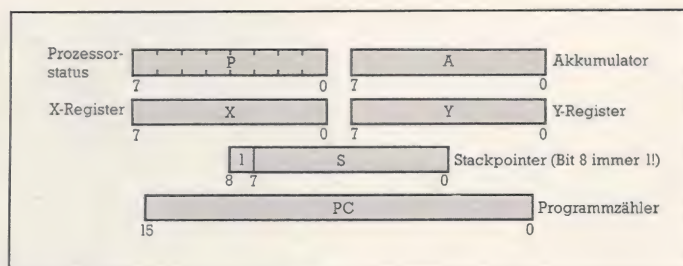 Prozessor-
status P A Akkumulator
7 0 7 0
X-Register X Y Y-Register
7 0 7 0
1 S Stackpointer (Bit 8 immer 1!)
8 7 0
PC Programmzähler
15 0